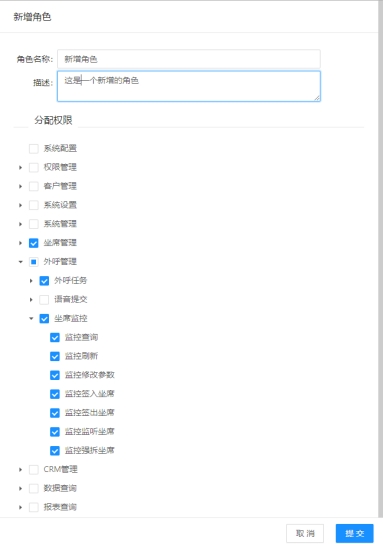 新增角色
角色名称: 新增角色
描述: 这是一个新增的角色
分配权限
系统配置
权限管理
客户管理
系统设置
系统管理
坐席管理
外呼管理
外呼任务
语音提交
坐席监控
监控查询
监控刷新
监控修改参数
监控签入坐席
监控签出坐席
监控监听坐席
监控强拆坐席
CRM管理
数据查询
报表查询
取消 提交